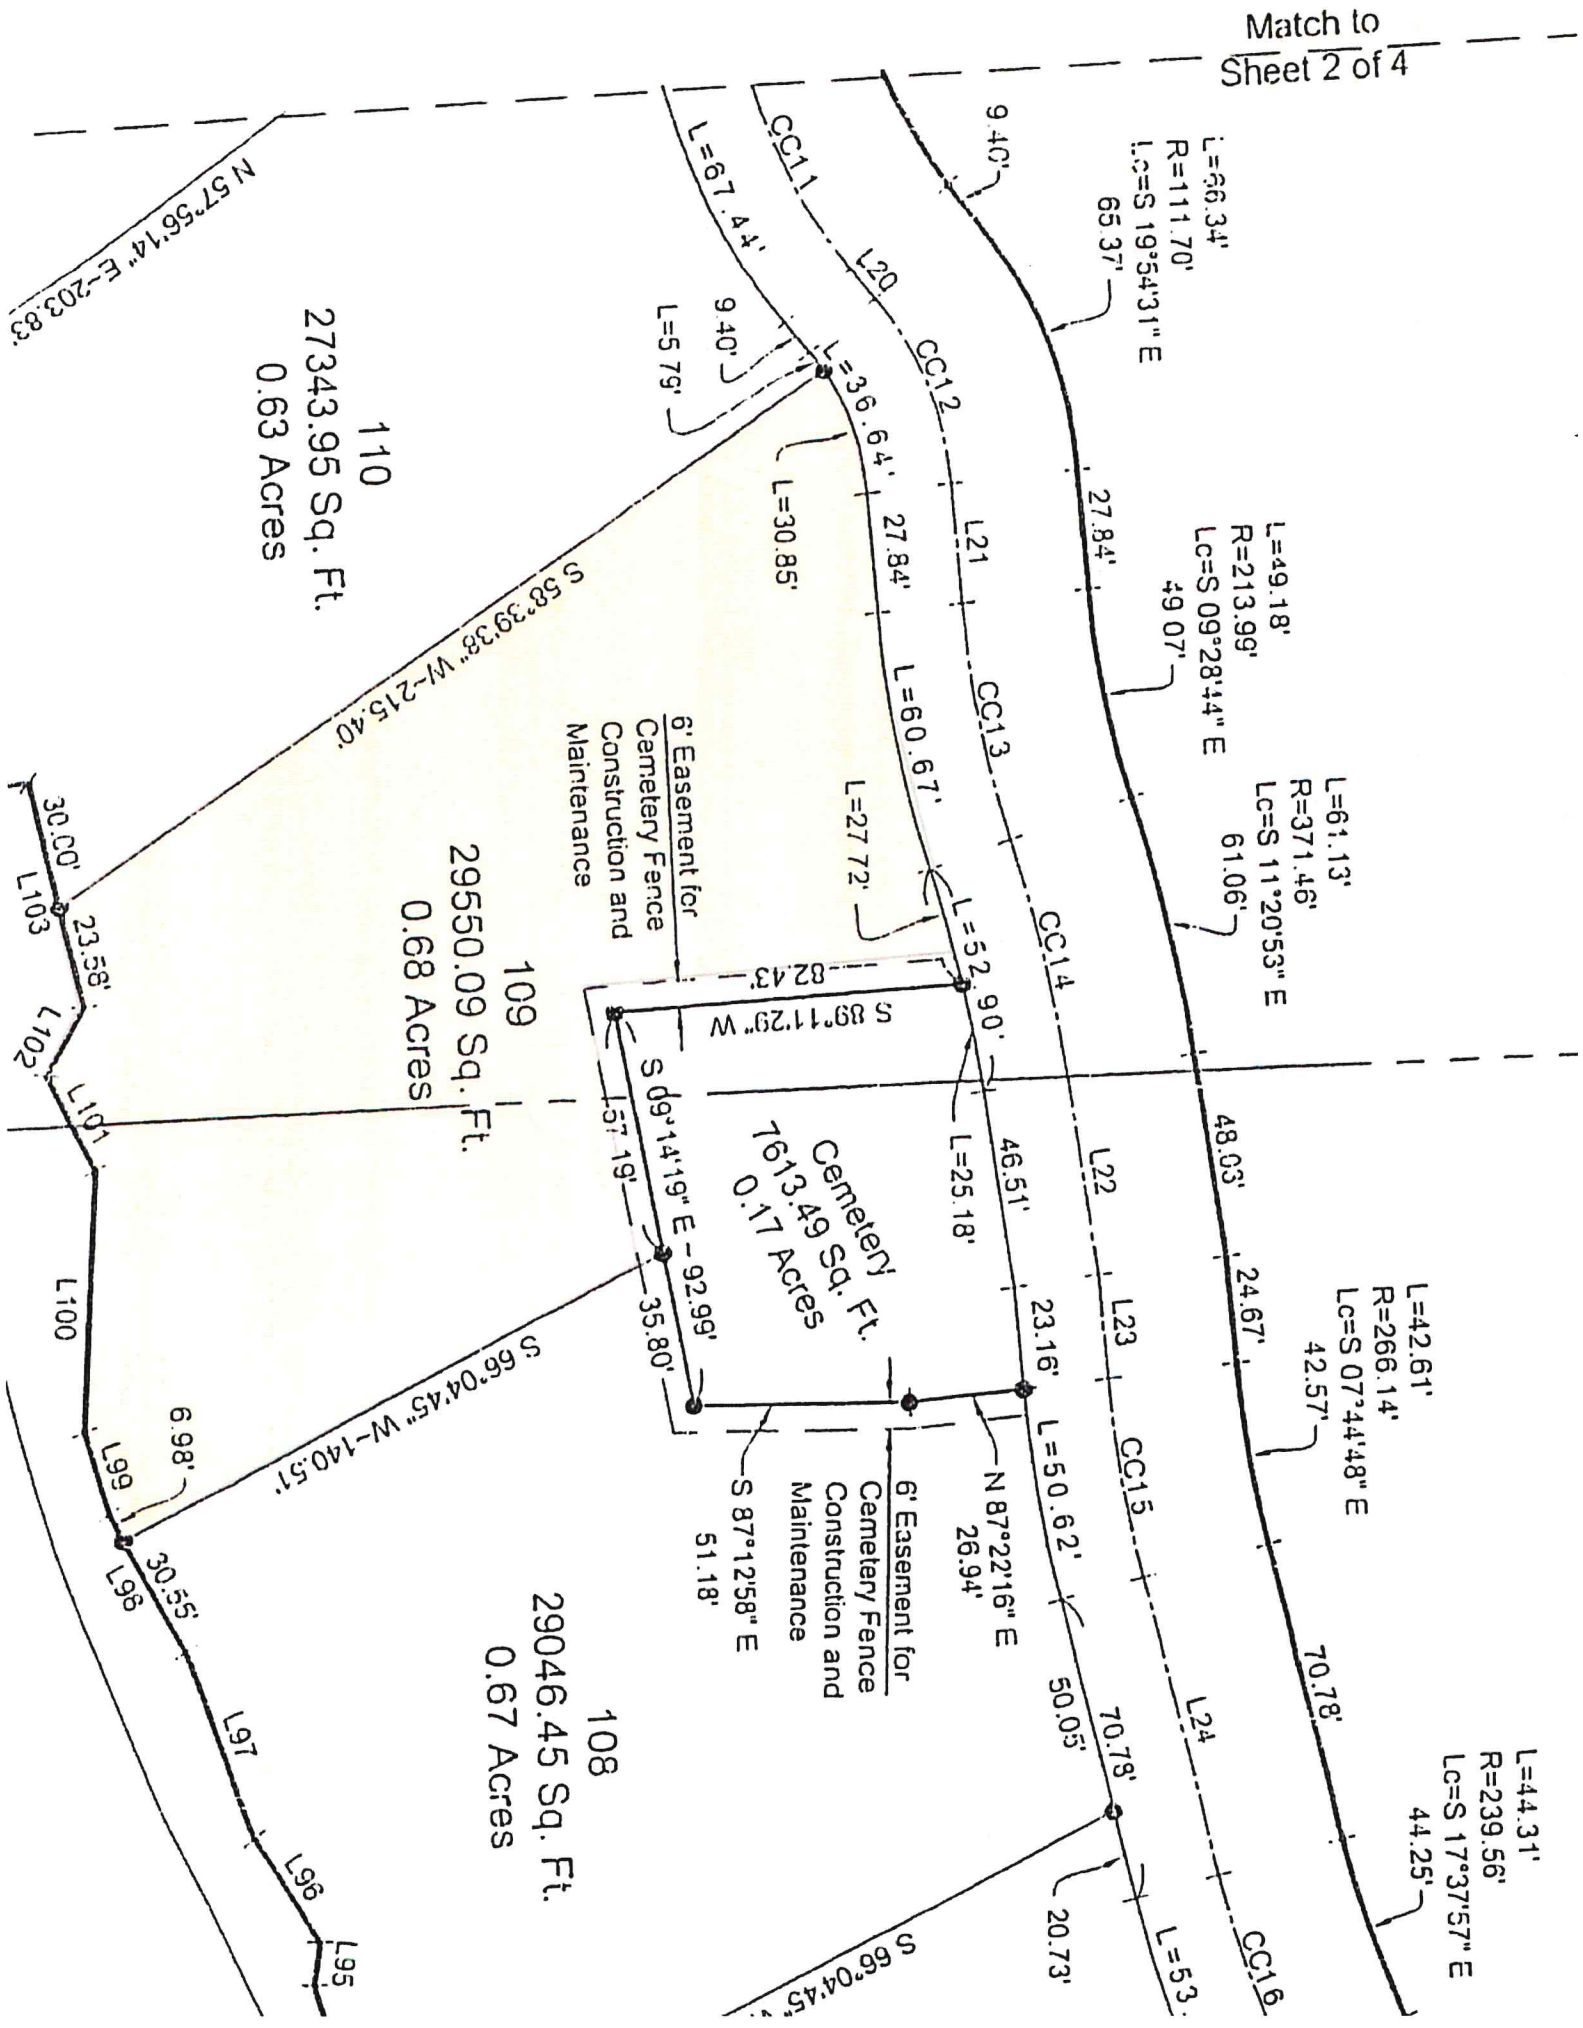 Match to
Sheet 2 of 4
L=66.34'
R=111.70'
Lc=S 19°54'31" E
65.37'
9.40'
CC11
L=67.44'
L20
CC12
9.40'
L=5.79'
L=36.64'
L=30.85'
N 57°56'14" E~203.83'
110
27343.95 Sq. Ft.
0.63 Acres
27.84'
27.84'
L21
L=49.18'
R=213.99'
Lc=S 09°28'44" E
49.07'
CC13
L=60.67'
L=27.72'
S 58°39'38" W~215.40'
6' Easement for
Cemetery Fence
Construction and
Maintenance
L=61.13'
R=371.46'
Lc=S 11°20'53" E
61.06'
CC14
L=52.90'
L=25.18'
82.43'
S 89°11'29" W
109
29550.09 Sq. Ft.
0.68 Acres
30.00'
L103
23.58'
L102
L101
L100
L99
6.98'
S 09°14'19" E ~92.99'
57.19'
35.80'
Cemetery
7613.49 Sq. Ft.
0.17 Acres
48.03'
46.51'
L22
24.67'
23.16'
L23
L=42.61'
R=266.14'
Lc=S 07°44'48" E
42.57'
CC15
L=50.62'
N 87°22'16" E
26.94'
S 87°12'58" E
51.18'
6' Easement for
Cemetery Fence
Construction and
Maintenance
S 66°04'45" W~140.51'
30.55'
L98
L97
L96
L95
108
29046.45 Sq. Ft.
0.67 Acres
70.78'
L24
70.78'
50.05'
20.73'
L=44.31'
R=239.56'
Lc=S 17°37'57" E
44.25'
CC16
L=53.
S 66°04'45"